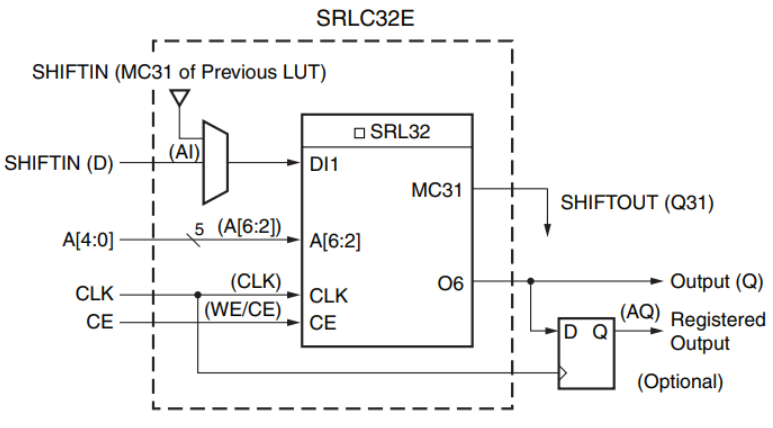 SRLC32E
SHIFTIN (MC31 of Previous LUT)
SRL32
SHIFTIN (D)
(AI)
DI1
MC31
SHIFTOUT (Q31)
A[4:0]
5
(A[6:2])
A[6:2]
(CLK)
O6
Output (Q)
CLK
CLK
(WE/CE)
CE
CE
D Q
(AQ)
Registered
Output
(Optional)